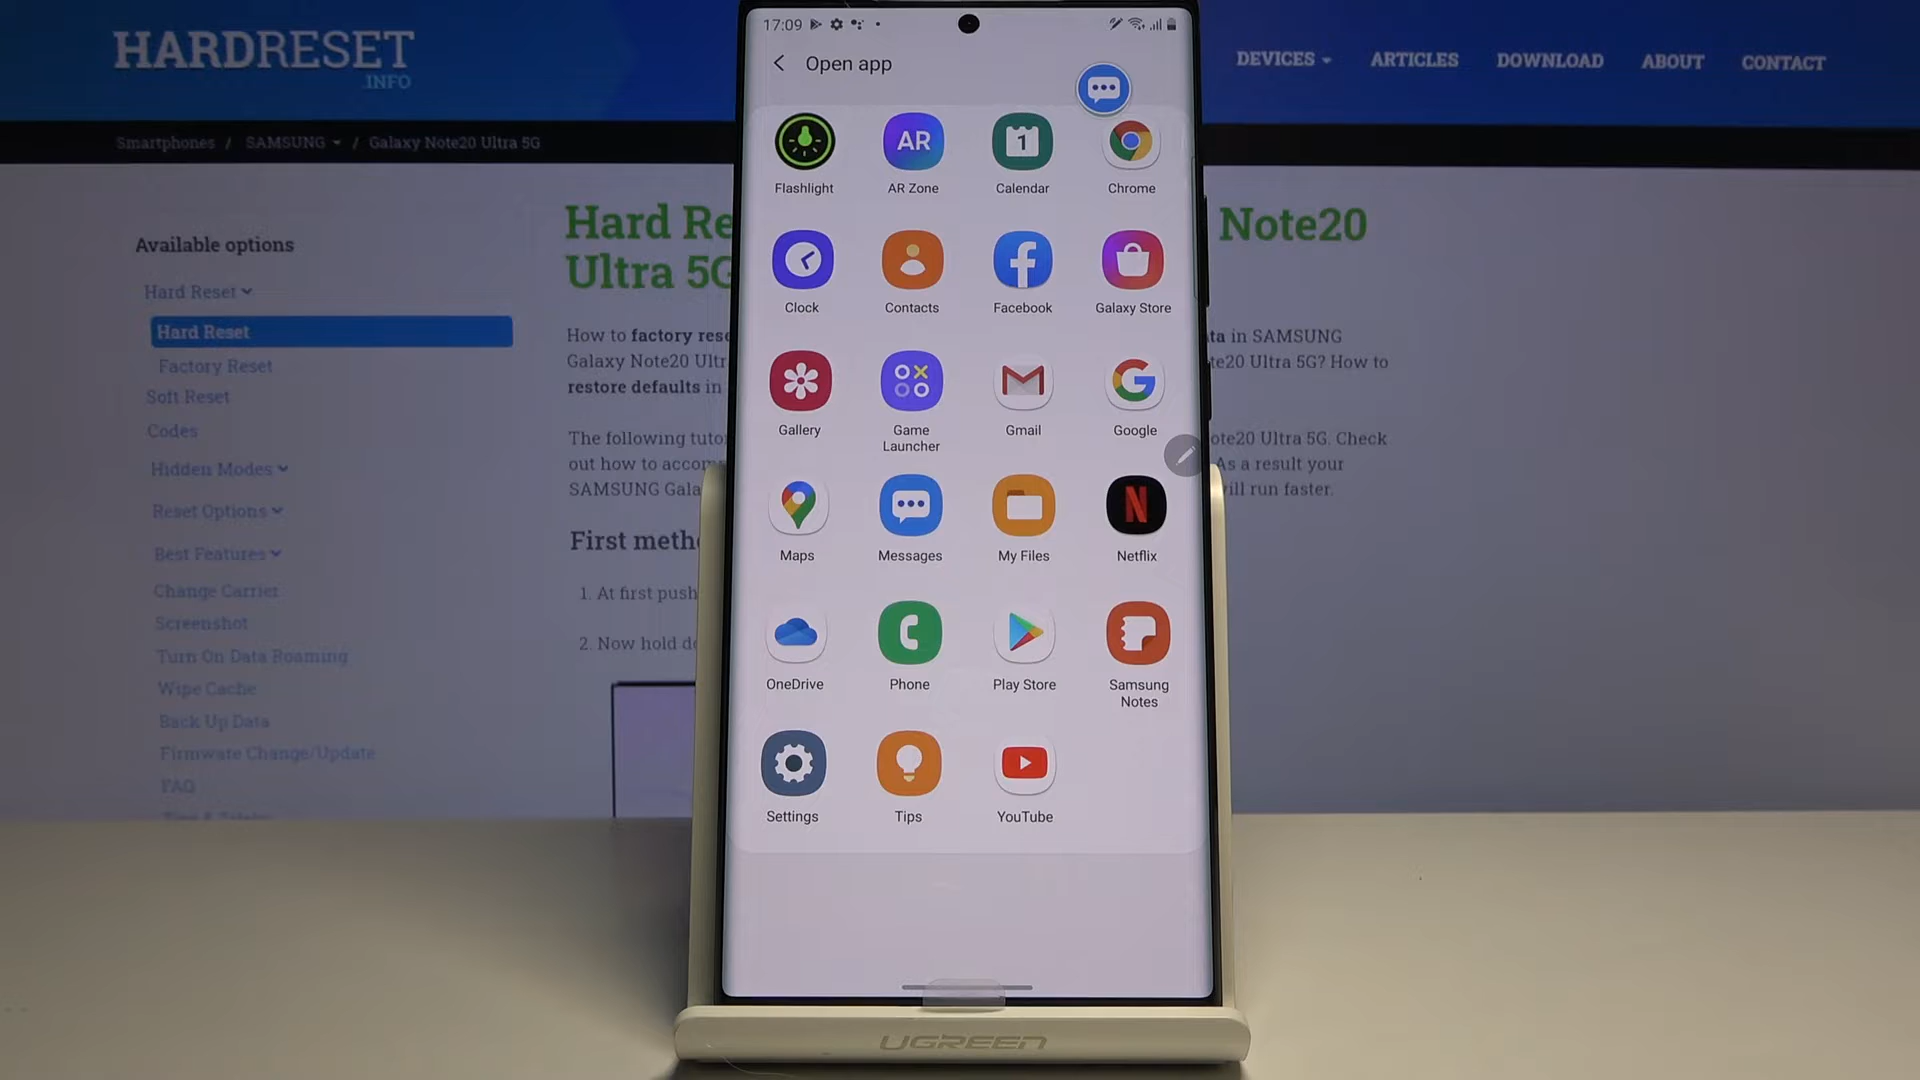 HARDRESET
.INFO
DEVICES
ARTICLES
DOWNLOAD
ABOUT
CONTACT
Smartphones / SAMSUNG / Galaxy Note20 Ultra 5G
Available options
Hard Reset
Hard Reset
Factory Reset
Soft Reset
Codes
Hidden Modes
Reset Options
Best Features
Change Carrier
Screenshot
Turn On Data Roaming
Wipe Cache
Back Up Data
Firmware Change/Update
FAQ
Hard Re
Note20
Ultra 5G
How to factory rese
ta in SAMSUNG
Galaxy Note20 Ultr
te20 Ultra 5G? How to
restore defaults in
The following tutor
ote20 Ultra 5G. Check
out how to accom
As a result your
SAMSUNG Gala
ill run faster.
First meth
1. At first push
2. Now hold d
17:09
Open app
Flashlight
AR
AR Zone
1
Calendar
Chrome
Clock
Contacts
Facebook
Galaxy Store
Gallery
Game
Launcher
Gmail
Google
Maps
Messages
My Files
N
Netflix
OneDrive
Phone
Play Store
Samsung
Notes
Settings
Tips
YouTube
UGREEN